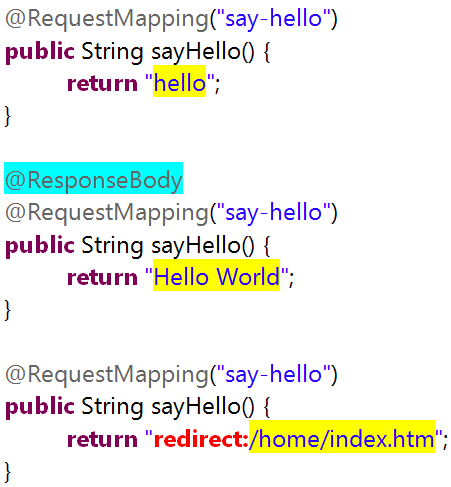 @RequestMapping("say-hello")
public String sayHello() {
return "hello";
}
@ResponseBody
@RequestMapping("say-hello")
public String sayHello() {
return "Hello World";
}
@RequestMapping("say-hello")
public String sayHello() {
return "redirect:/home/index.htm";
}